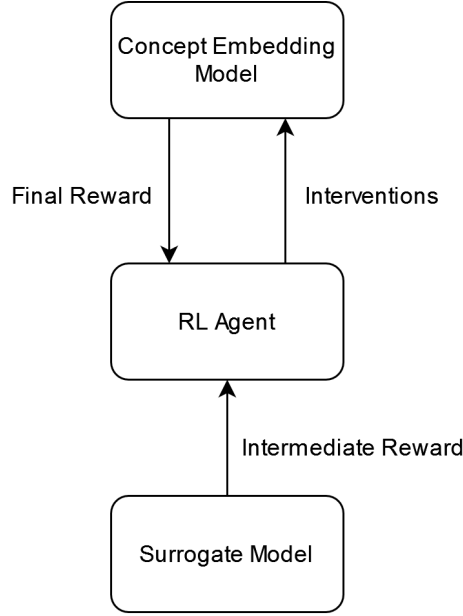 Concept Embedding
Model
Final Reward
Interventions
RL Agent
Intermediate Reward
Surrogate Model